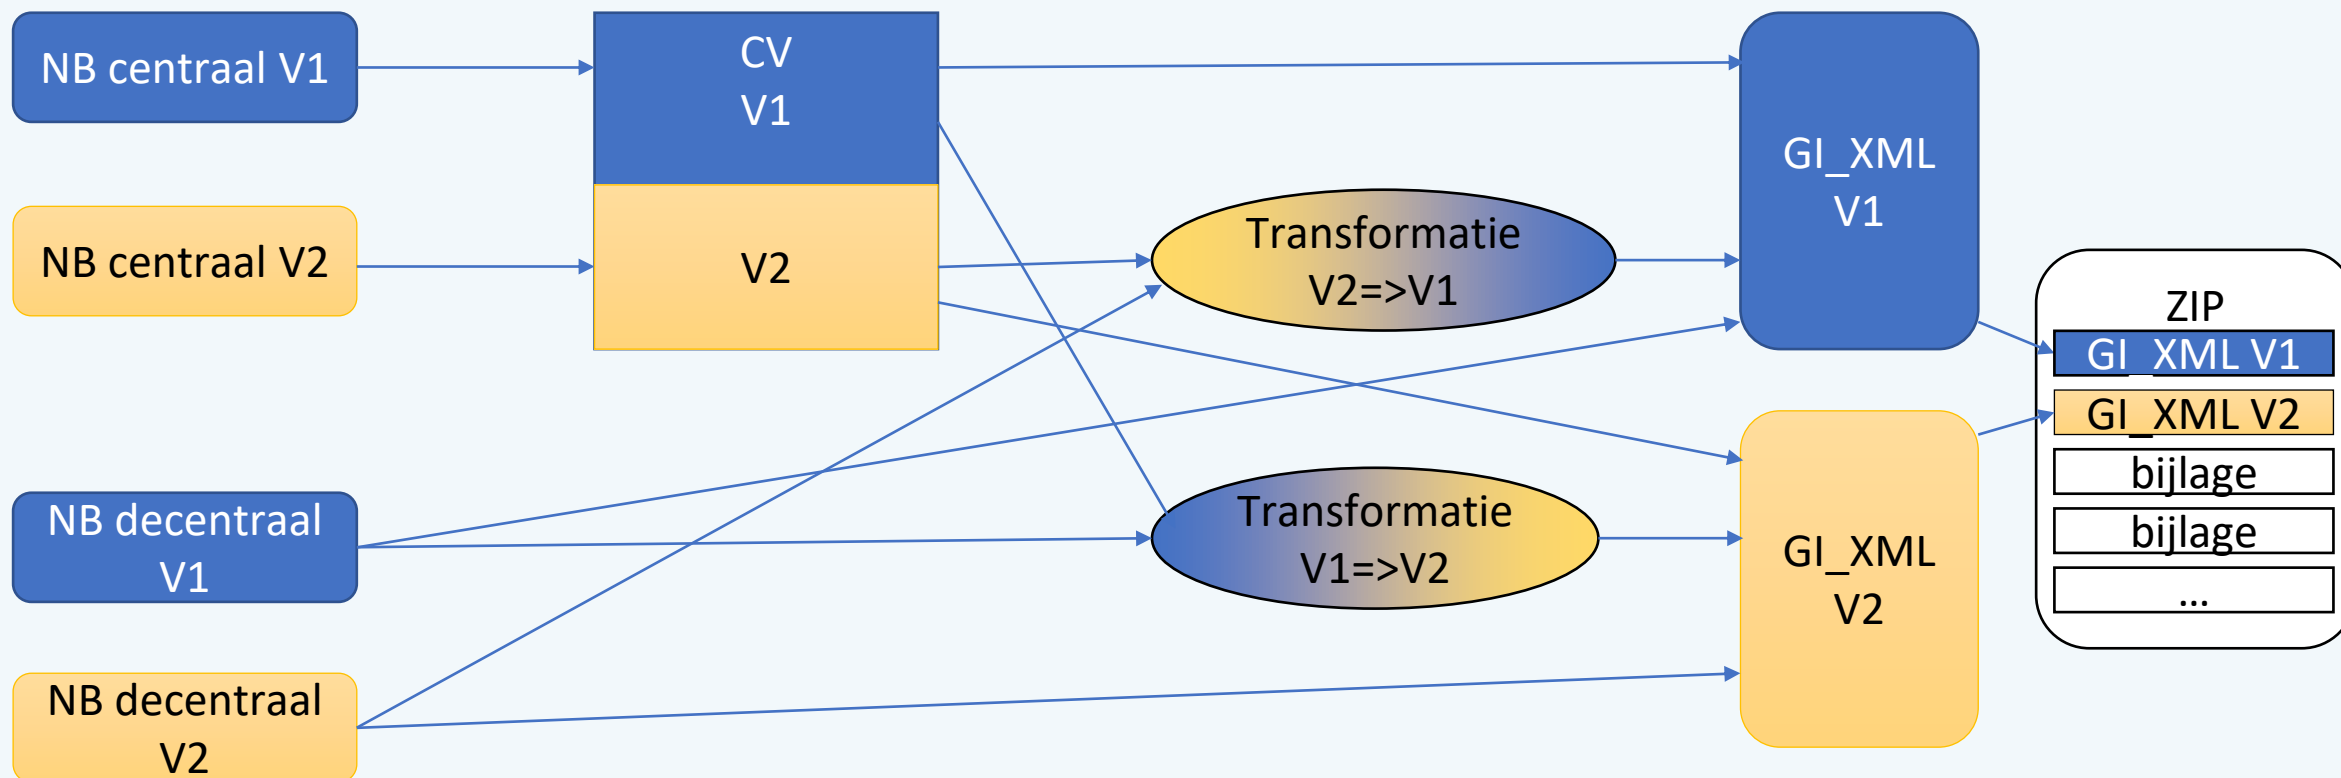 NB centraal V1
CV
V1
NB centraal V2
V2
NB decentraal
V1
NB decentraal
V2
Transformatie
V2=>V1
Transformatie
V1=>V2
GI_XML
V1
GI_XML
V2
ZIP
GI_XML V1
GI_XML V2
bijlage
bijlage
...